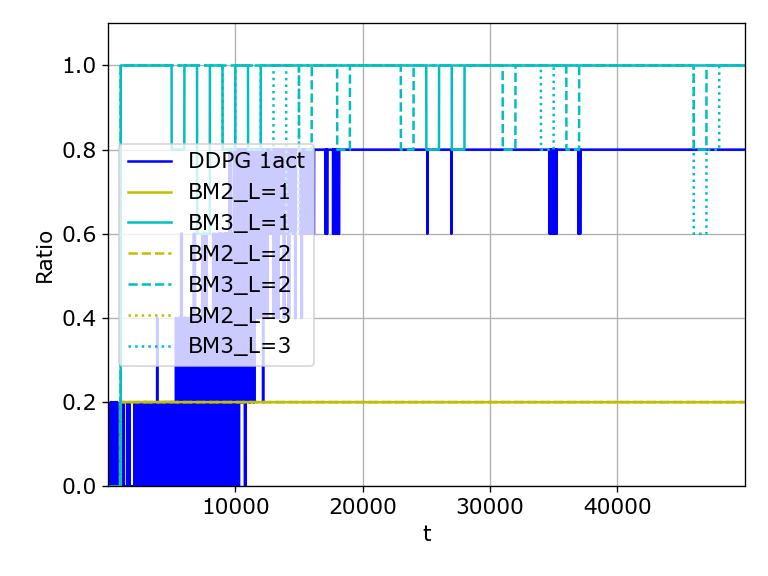 1.0
0.8
0.6
0.4
0.2
0.0
Ratio
DDPG 1act
BM2_L=1
BM3_L=1
BM2_L=2
BM3_L=2
BM2_L=3
BM3_L=3
10000 20000 30000 40000
t